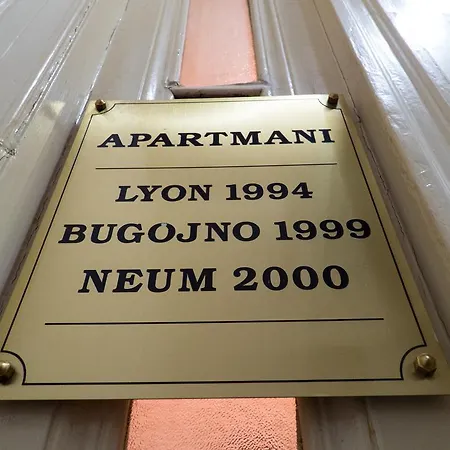 APARTMANI
LYON 1994
BUGOJNO 1999
NEUM 2000